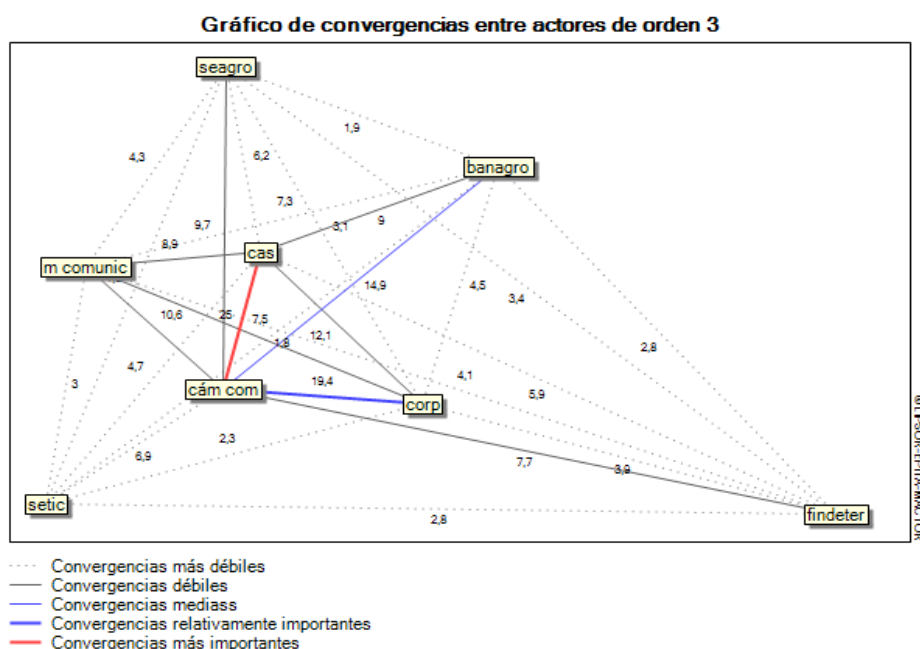 Gráfico de convergencias entre actores de orden 3
seagro
1,9
4,3
6,2
banagro
7,3
9,7
3,1
9
8,9
cas
m comunic
14,9
4,5
3,4
10,6
25
7,5
12,1
1,8
2,8
4,7
4,1
3
19,4
5,9
cám com
corp
2,3
6,9
7,7
3,9
setic
findeter
2,8
Convergencias más débiles
Convergencias débiles
Convergencias mediass
Convergencias relativamente importantes
Convergencias más importantes